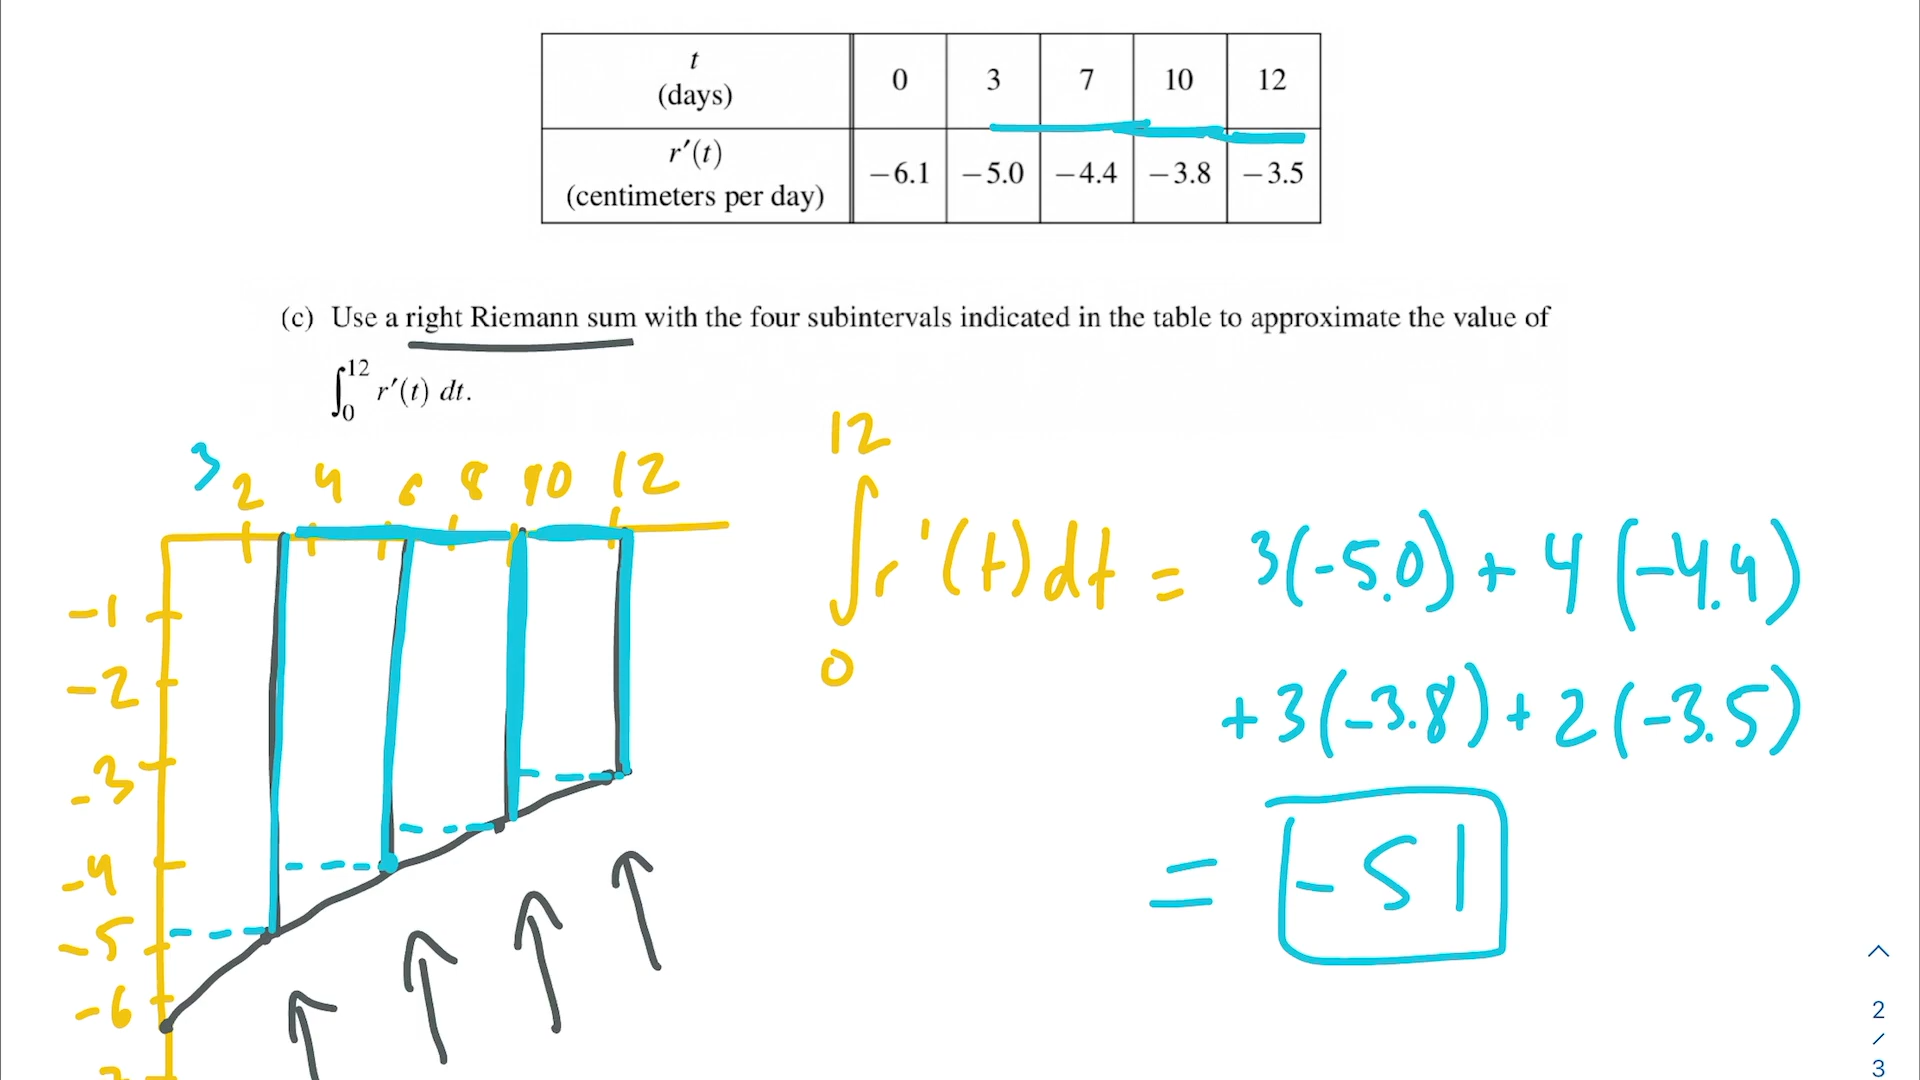 t
(days)
0 3 7 10 12
r′(t)
(centimeters per day)
−6.1 −5.0 −4.4 −3.8 −3.5
(c) Use a right Riemann sum with the four subintervals indicated in the table to approximate the value of
∫₀¹² r′(t) dt.
3 2 4 6 8 10 12
-1
-2
-3
-4
-5
-6
12
∫ r'(t)dt = 3(-5.0) + 4(-4.4)
0
+3(-3.8) + 2(-3.5)
= -51
2
/
3